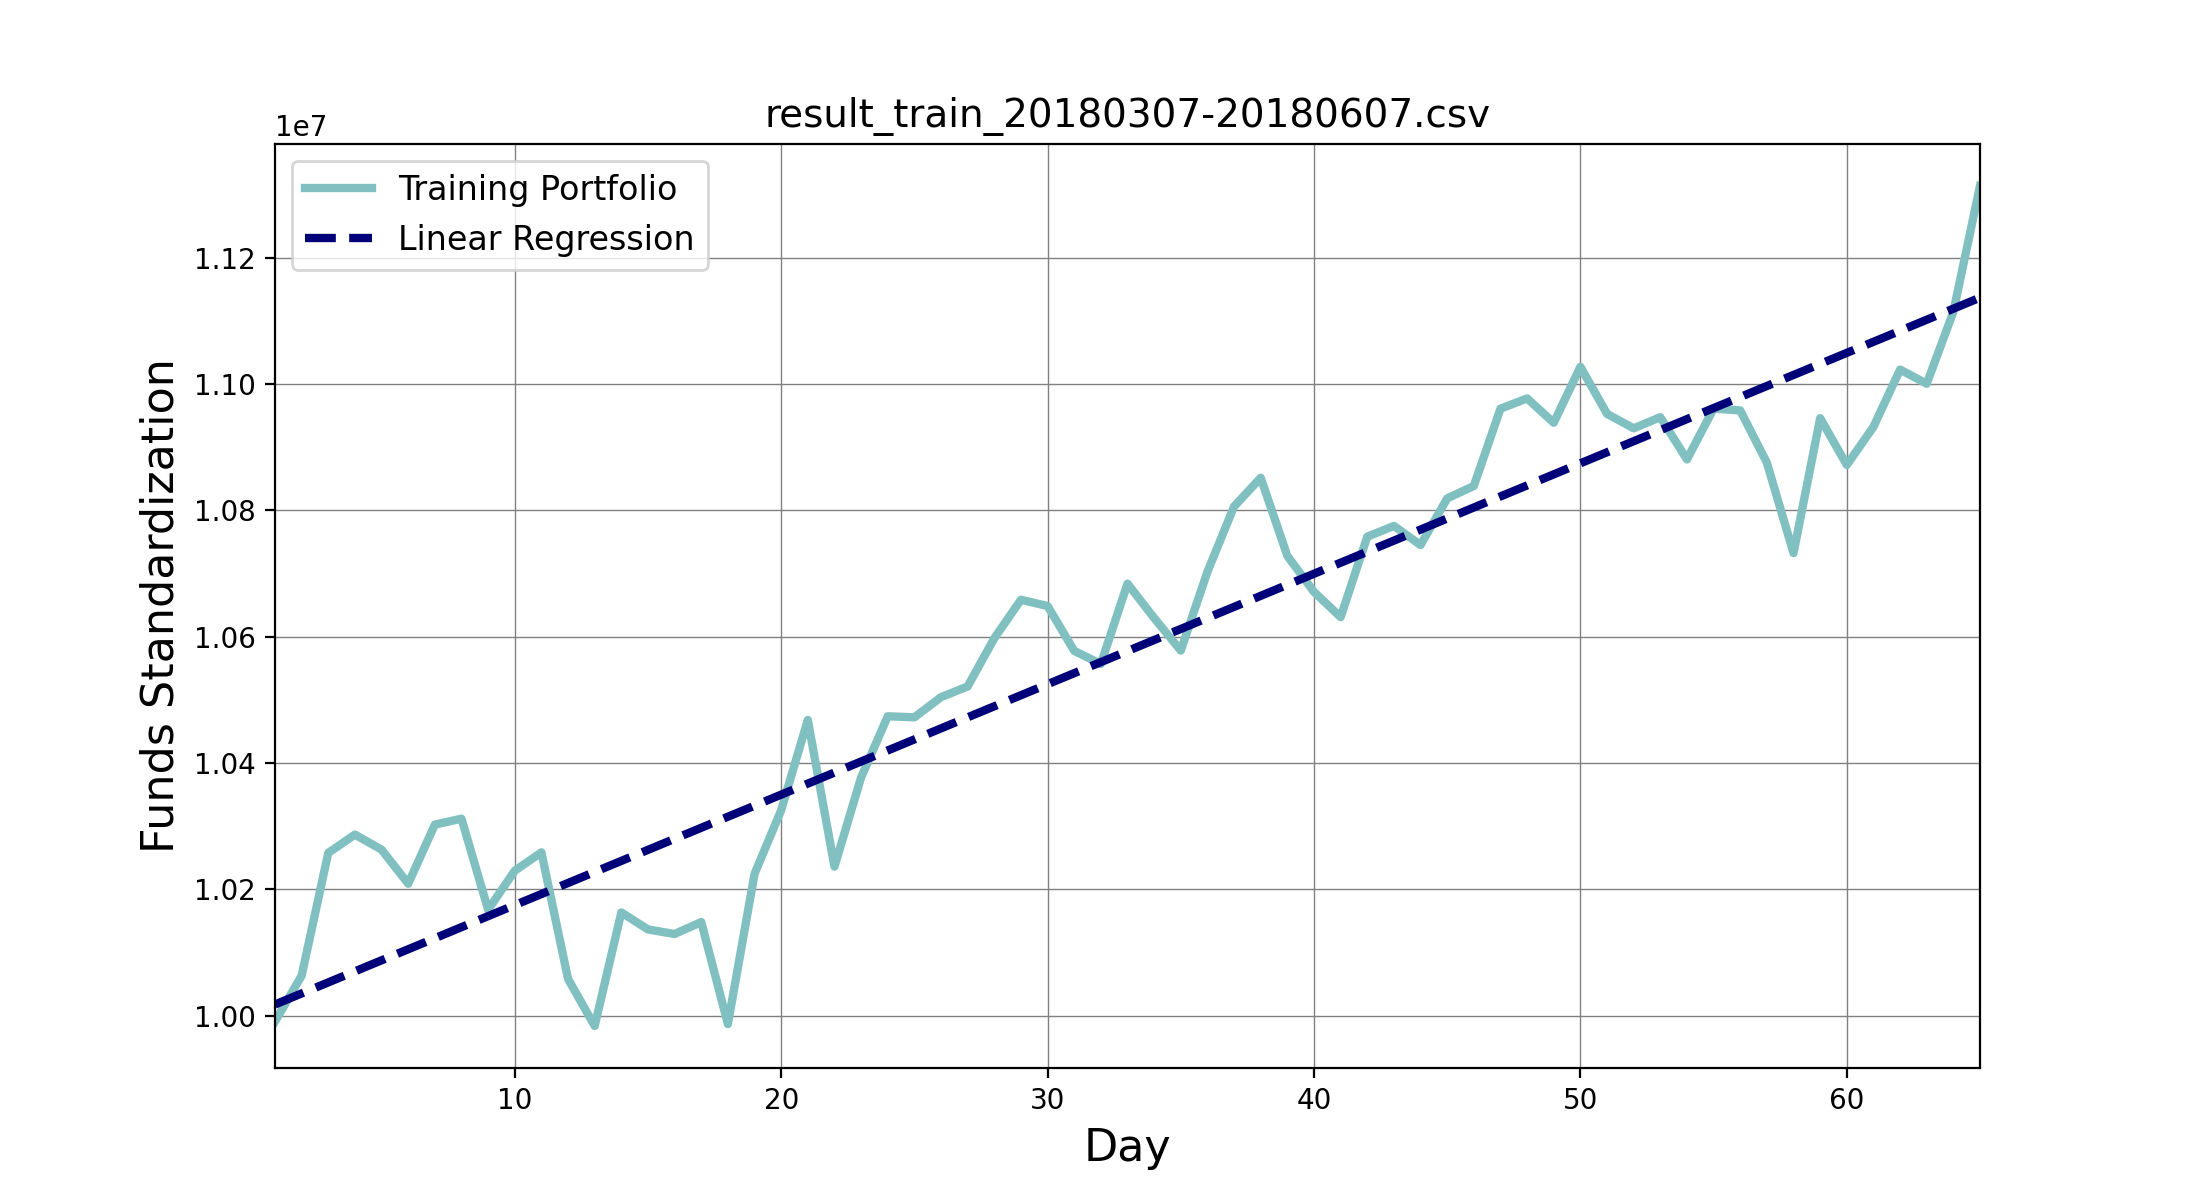 result_train_20180307-20180607.csv
1e7
Training Portfolio
Linear Regression
1.12
1.10
1.08
1.06
1.04
1.02
1.00
Funds Standardization
10 20 30 40 50 60
Day